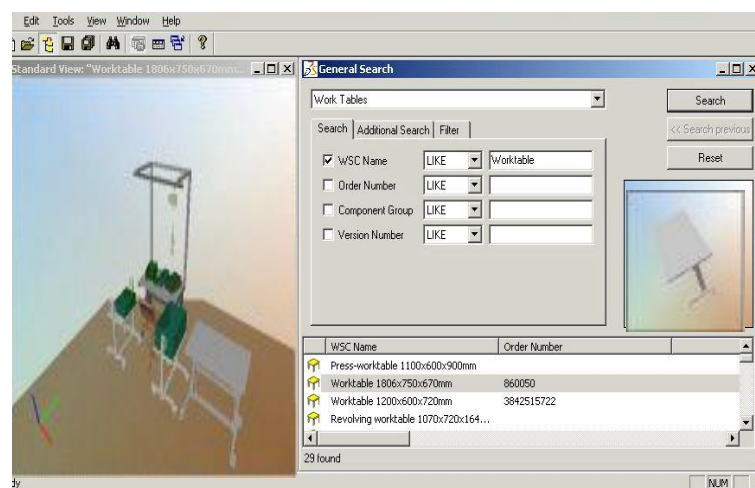 Edit Tools View Window Help
Standard View: "Worktable 1806x750x670mm...
General Search
Work Tables
Search
<< Search previous
Reset
Search Additional Search Filter
WSC Name LIKE Worktable
Order Number LIKE
Component Group LIKE
Version Number LIKE
WSC Name Order Number
Press-worktable 1100x600x900mm
Worktable 1806x750x670mm 860050
Worktable 1200x600x720mm 3842515722
Revolving worktable 1070x720x164...
29 found
dy NUM